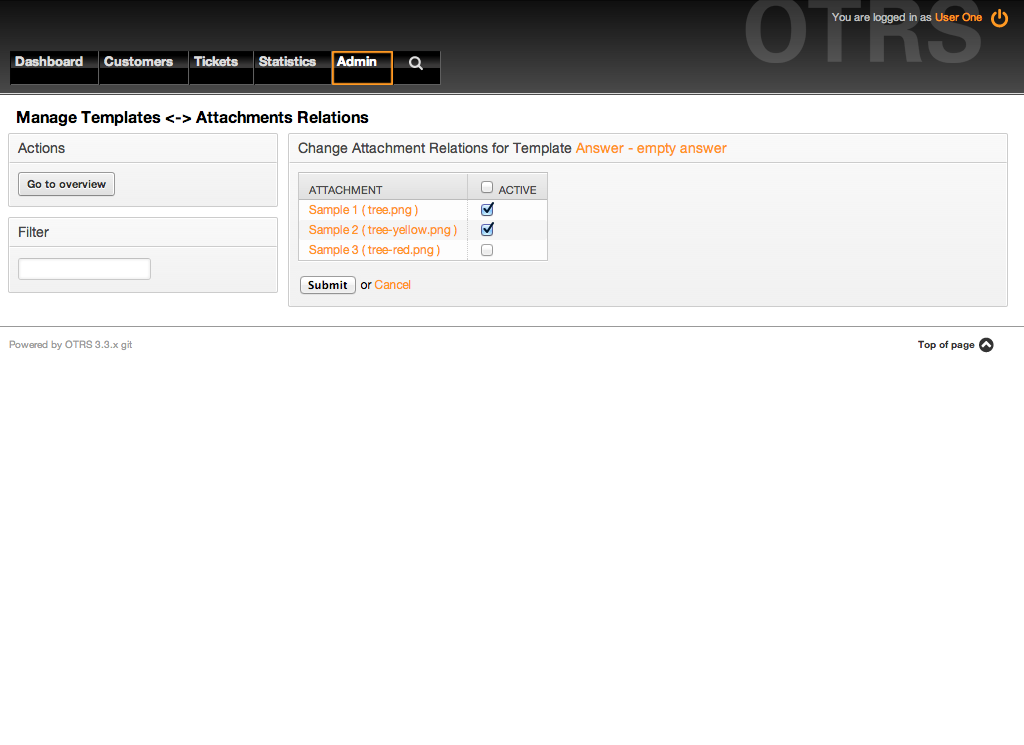 OTRS
You are logged in as User One
Dashboard Customers Tickets Statistics Admin
Manage Templates <-> Attachments Relations
Actions
Go to overview
Filter
Change Attachment Relations for Template Answer - empty answer
ATTACHMENT ACTIVE
Sample 1 ( tree.png )
Sample 2 ( tree-yellow.png )
Sample 3 ( tree-red.png )
Submit or Cancel
Powered by OTRS 3.3.x git
Top of page